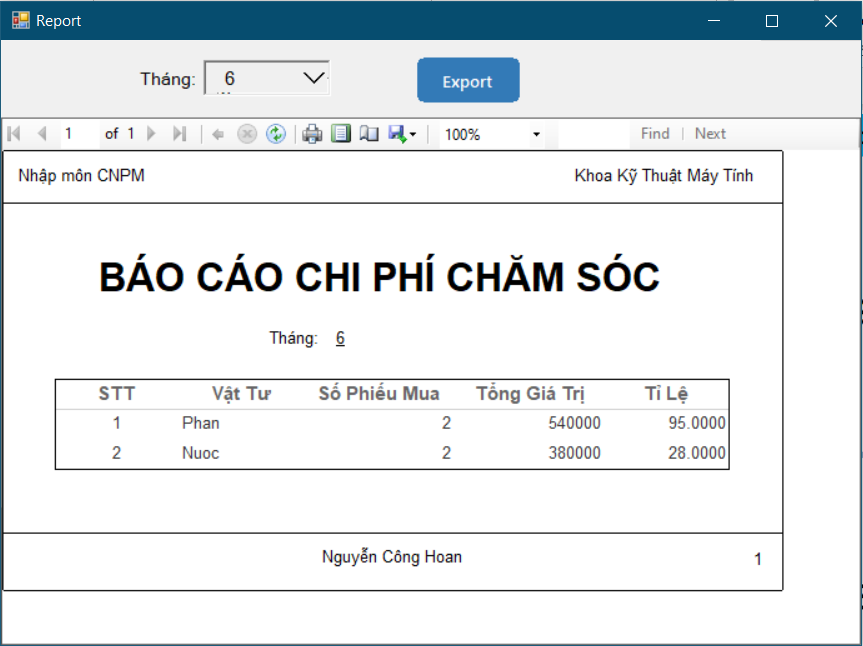 Report
Tháng: 6
Export
1 of 1 100% Find | Next
Nhập môn CNPM Khoa Kỹ Thuật Máy Tính
BÁO CÁO CHI PHÍ CHĂM SÓC
Tháng: 6
STT Vật Tư Số Phiếu Mua Tổng Giá Trị Tỉ Lệ
1 Phan 2 540000 95.0000
2 Nuoc 2 380000 28.0000
Nguyễn Công Hoan 1